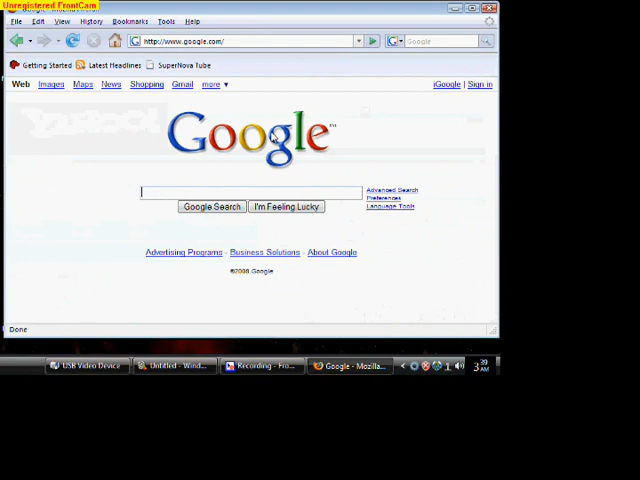 Unregistered FrontCam
File Edit View History Bookmarks Tools Help
http://www.google.com/ Google
Getting Started Latest Headlines SuperNova Tube
Web Images Maps News Shopping Gmail more ▼ iGoogle | Sign in
Google™
Advanced Search
Preferences
Language Tools
Google Search I'm Feeling Lucky
Advertising Programs - Business Solutions - About Google
Done
USB Video Device Untitled - Wind... Recording - Fro... Google - Mozilla... 3 39 AM